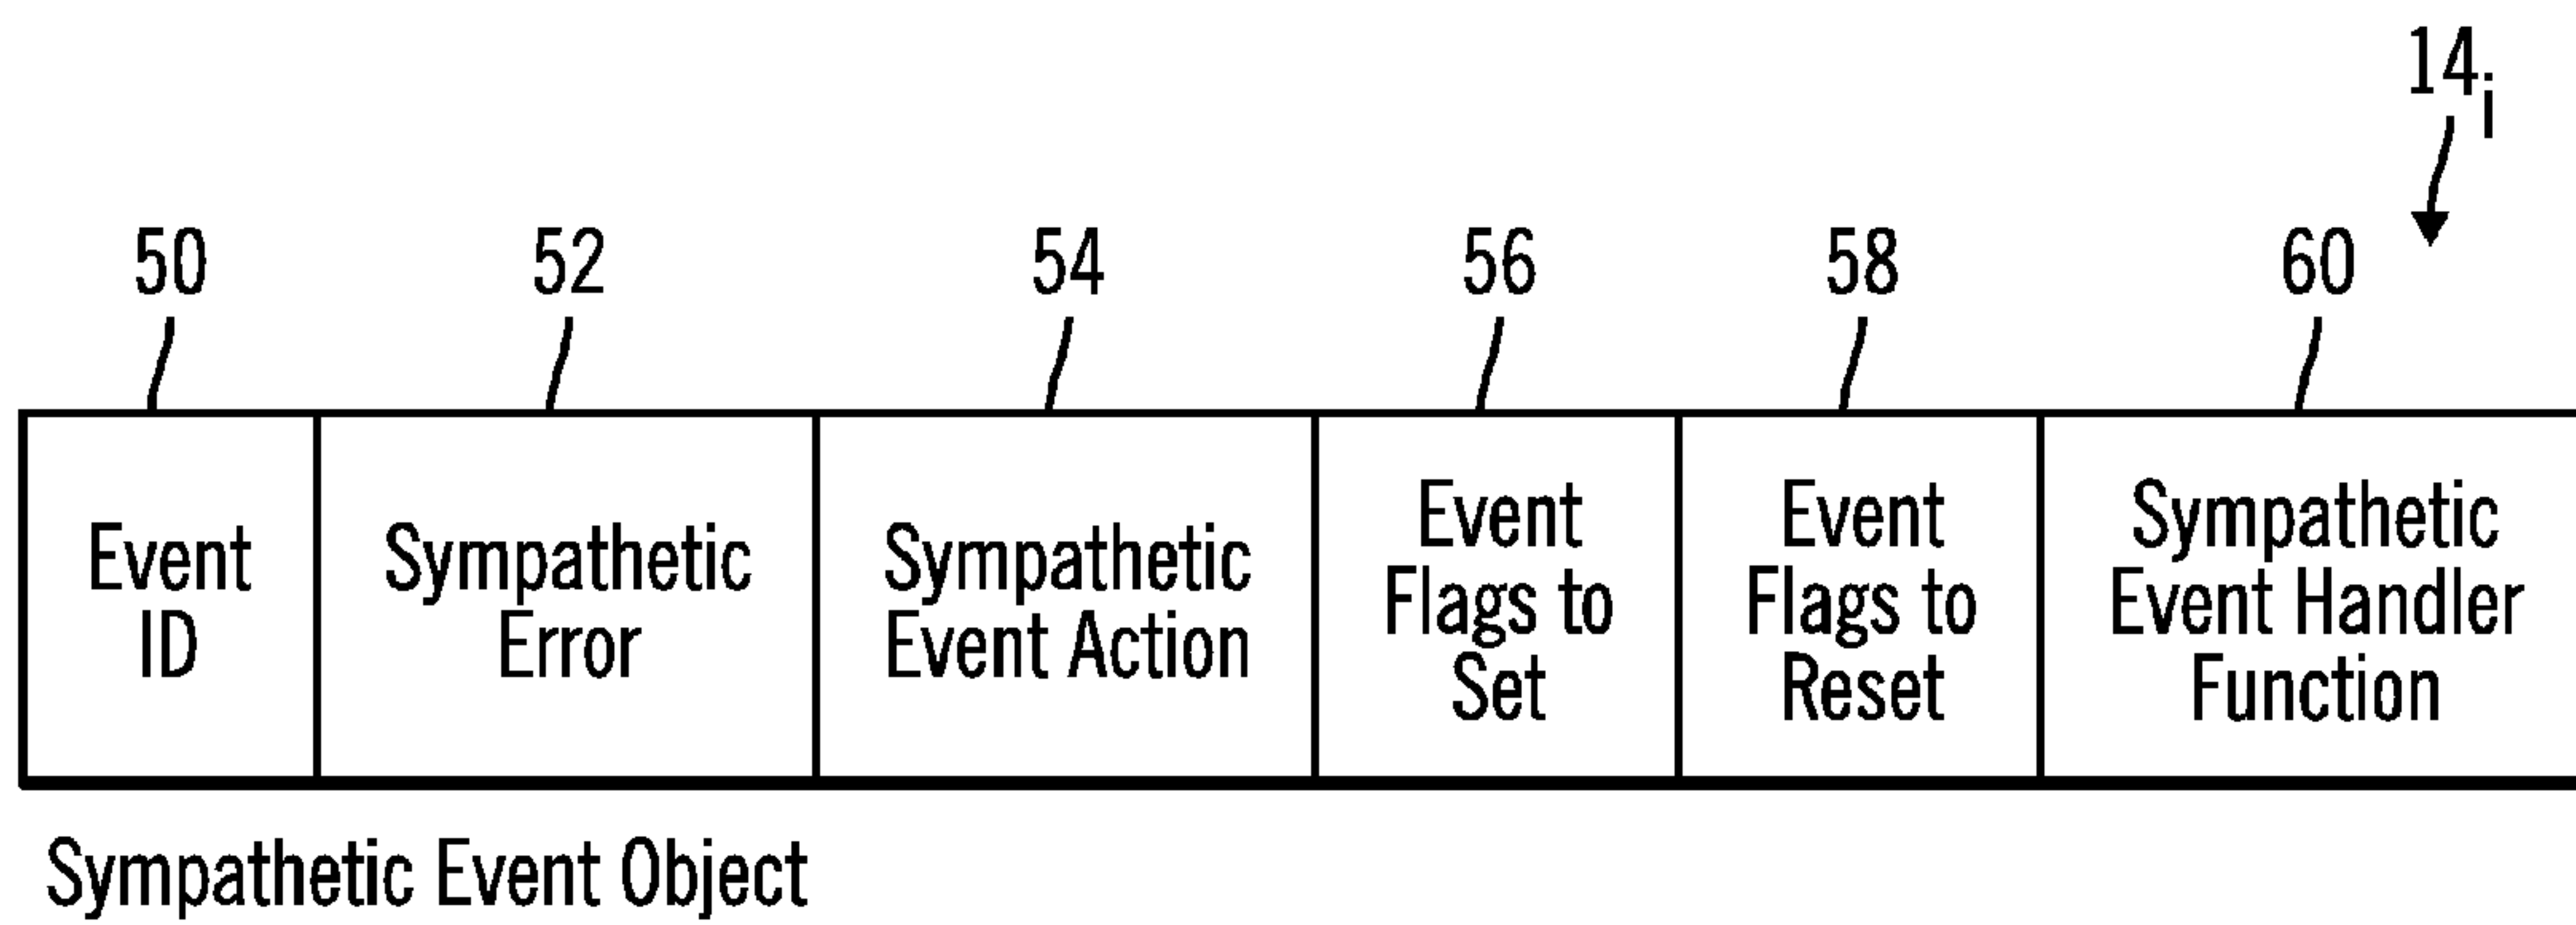 14i
50 52 54 56 58 60
Event
ID
Sympathetic
Error
Sympathetic
Event Action
Event
Flags to
Set
Event
Flags to
Reset
Sympathetic
Event Handler
Function
Sympathetic Event Object